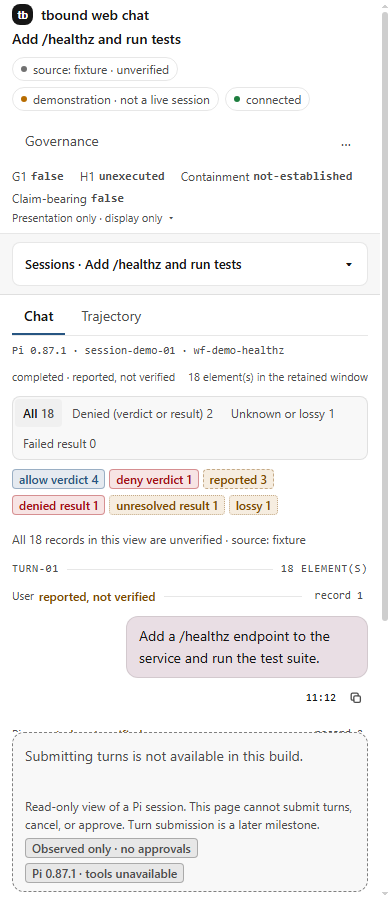 tb tbound web chat
Add /healthz and run tests
source: fixture · unverified
demonstration · not a live session
connected
Governance ...
G1 false H1 unexecuted Containment not-established
Claim-bearing false
Presentation only · display only
Sessions · Add /healthz and run tests
Chat Trajectory
Pi 0.87.1 · session-demo-01 · wf-demo-healthz
completed · reported, not verified 18 element(s) in the retained window
All 18 Denied (verdict or result) 2 Unknown or lossy 1
Failed result 0
allow verdict 4 deny verdict 1 reported 3
denied result 1 unresolved result 1 lossy 1
All 18 records in this view are unverified · source: fixture
TURN-01 18 ELEMENT(S)
User reported, not verified record 1
Add a /healthz endpoint to the
service and run the test suite.
11:12
Submitting turns is not available in this build.
Read-only view of a Pi session. This page cannot submit turns,
cancel, or approve. Turn submission is a later milestone.
Observed only · no approvals
Pi 0.87.1 · tools unavailable